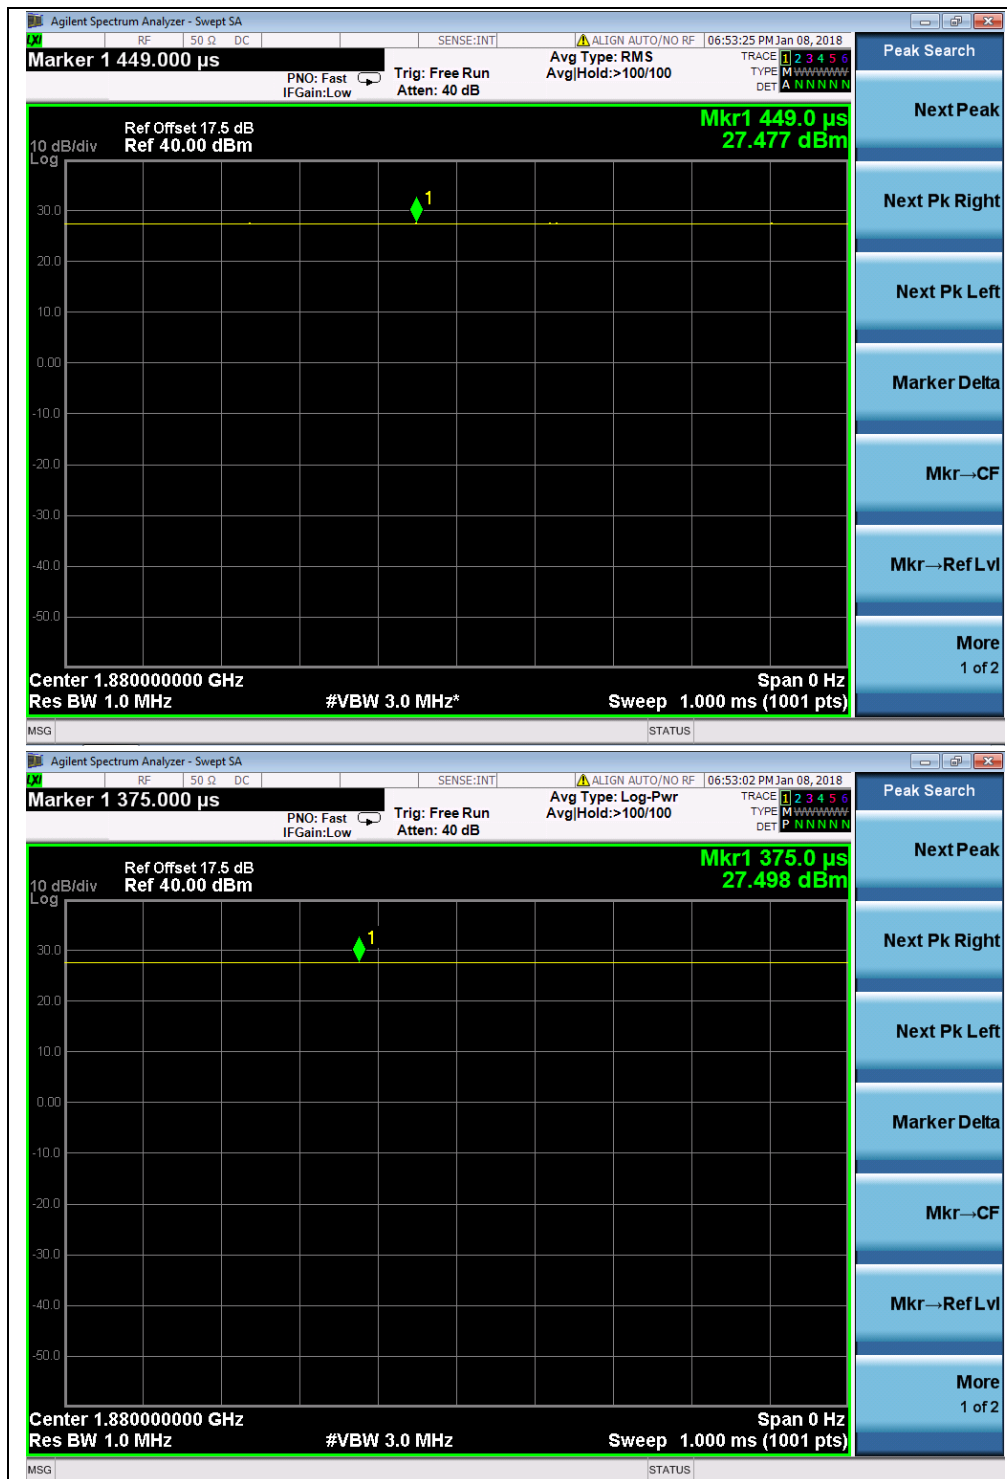 Agilent Spectrum Analyzer - Swept SA
LXI RF 50 Ω DC SENSE:INT ALIGN AUTO/NO RF 06:53:25 PM Jan 08, 2018
Marker 1 449.000 µs
PNO: Fast
IFGain:Low
Trig: Free Run
Atten: 40 dB
Avg Type: RMS
Avg|Hold:>100/100
TRACE 1 2 3 4 5 6
TYPE M WWWWW
DET A N N N N N
Peak Search
Mkr1 449.0 µs
27.477 dBm
Ref Offset 17.5 dB
10 dB/div Ref 40.00 dBm
Log
30.0
1
20.0
10.0
0.00
-10.0
-20.0
-30.0
-40.0
-50.0
Center 1.880000000 GHz Span 0 Hz
Res BW 1.0 MHz #VBW 3.0 MHz* Sweep 1.000 ms (1001 pts)
MSG STATUS
Next Peak
Next Pk Right
Next Pk Left
Marker Delta
Mkr→CF
Mkr→Ref Lvl
More
1 of 2
Agilent Spectrum Analyzer - Swept SA
LXI RF 50 Ω DC SENSE:INT ALIGN AUTO/NO RF 06:53:02 PM Jan 08, 2018
Marker 1 375.000 µs
PNO: Fast
IFGain:Low
Trig: Free Run
Atten: 40 dB
Avg Type: Log-Pwr
Avg|Hold:>100/100
TRACE 1 2 3 4 5 6
TYPE M WWWWW
DET P N N N N N
Peak Search
Mkr1 375.0 µs
27.498 dBm
Ref Offset 17.5 dB
10 dB/div Ref 40.00 dBm
Log
30.0
1
20.0
10.0
0.00
-10.0
-20.0
-30.0
-40.0
-50.0
Center 1.880000000 GHz Span 0 Hz
Res BW 1.0 MHz #VBW 3.0 MHz Sweep 1.000 ms (1001 pts)
MSG STATUS
Next Peak
Next Pk Right
Next Pk Left
Marker Delta
Mkr→CF
Mkr→Ref Lvl
More
1 of 2